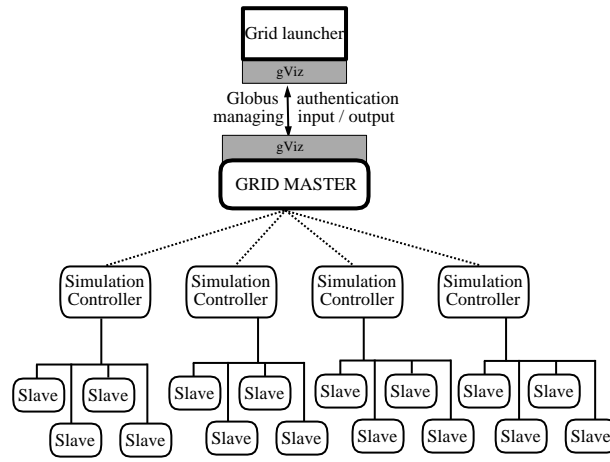 Grid launcher
gViz
Globus authentication
managing input / output
gViz
GRID MASTER
Simulation Simulation Simulation Simulation
Controller Controller Controller Controller
Slave Slave Slave Slave Slave Slave Slave Slave
Slave Slave Slave Slave Slave Slave Slave Slave